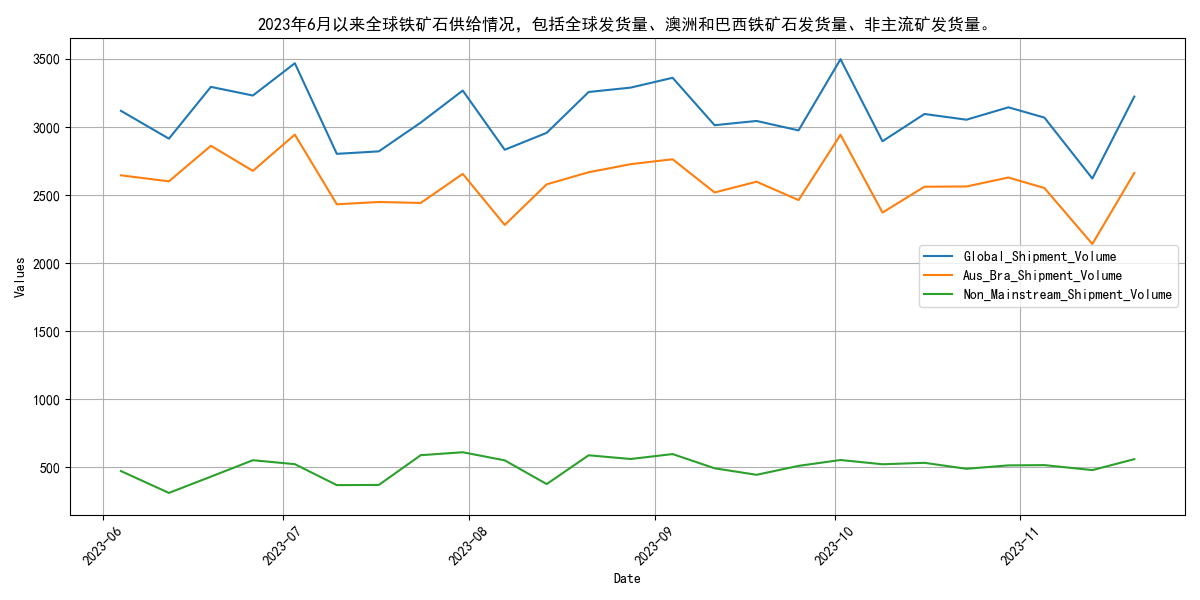 2023年6月以来全球铁矿石供给情况，包括全球发货量、澳洲和巴西铁矿石发货量、非主流矿发货量。
3500
3000
2500
2000
1500
1000
500
Values
Global_Shipment_Volume
Aus_Bra_Shipment_Volume
Non_Mainstream_Shipment_Volume
2023-06
2023-07
2023-08
2023-09
2023-10
2023-11
Date